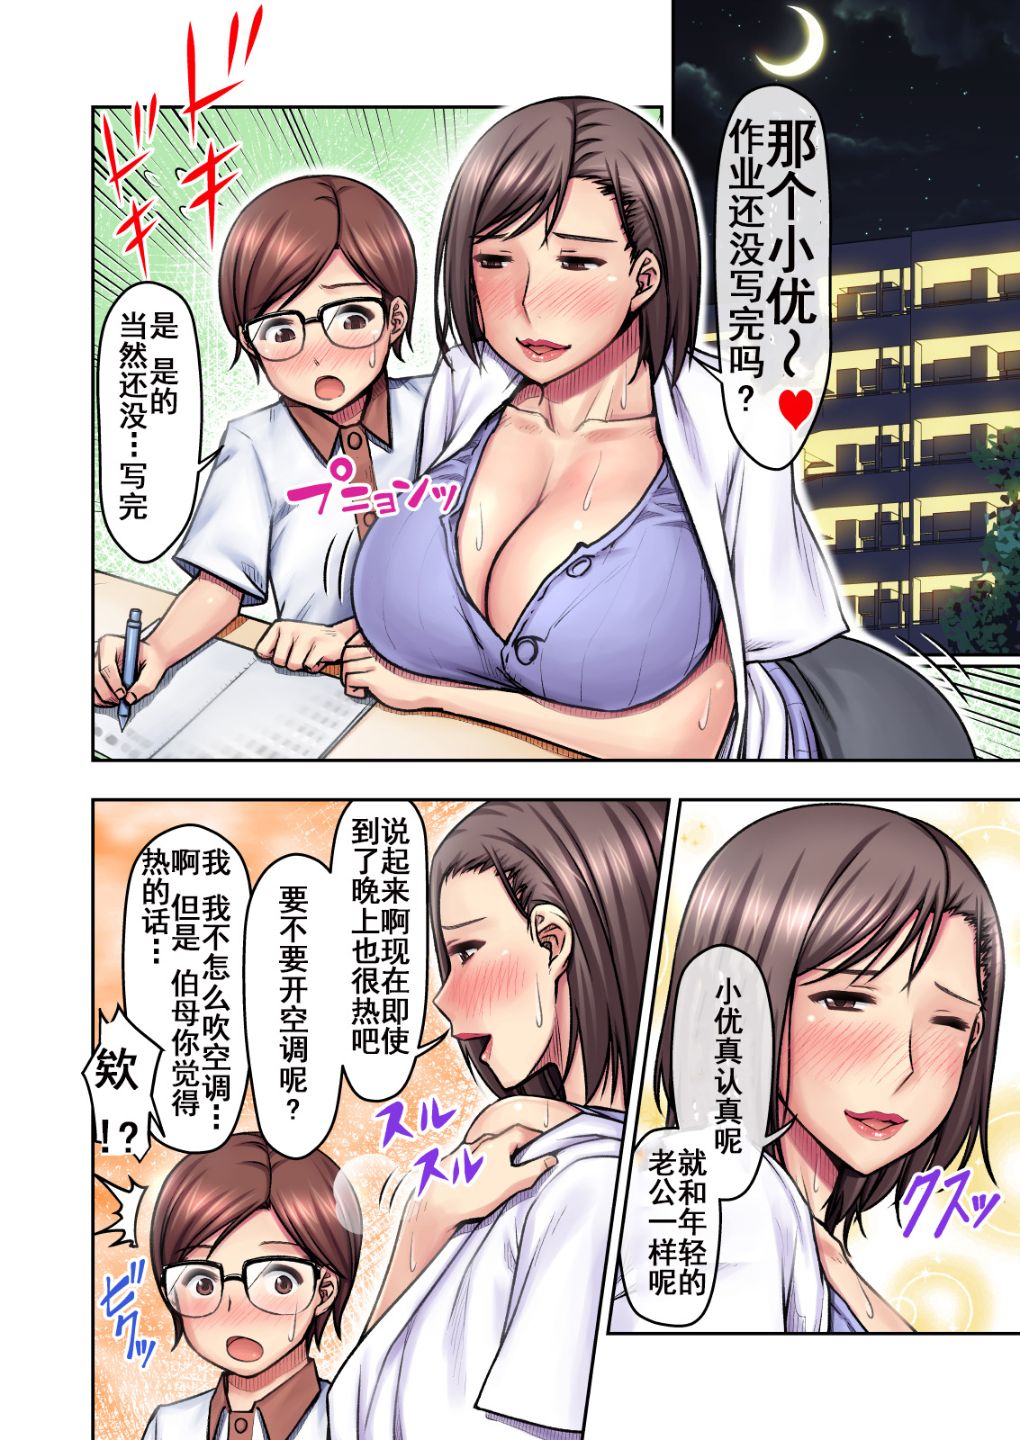 那个小优～♥
作业还没写完吗？
ドキ
ドキ
是 是的
当然还没…写完
プニョンッ
小优真认真呢
就和年轻的
老公一样呢
クスッ
说起来啊现在即使
到了晚上也很热吧
要不要开空调呢？
スル
スル
我 我不怎么吹空调…
啊 但是 伯母你觉得
热的话…
欸
！？
ビクッ